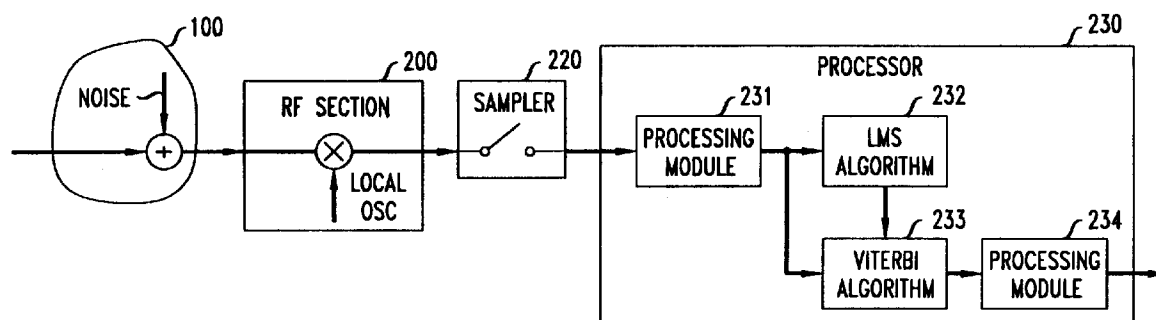 100
NOISE
+
200
RF SECTION
LOCAL
OSC
220
SAMPLER
230
PROCESSOR
231
PROCESSING
MODULE
232
LMS
ALGORITHM
233
VITERBI
ALGORITHM
234
PROCESSING
MODULE